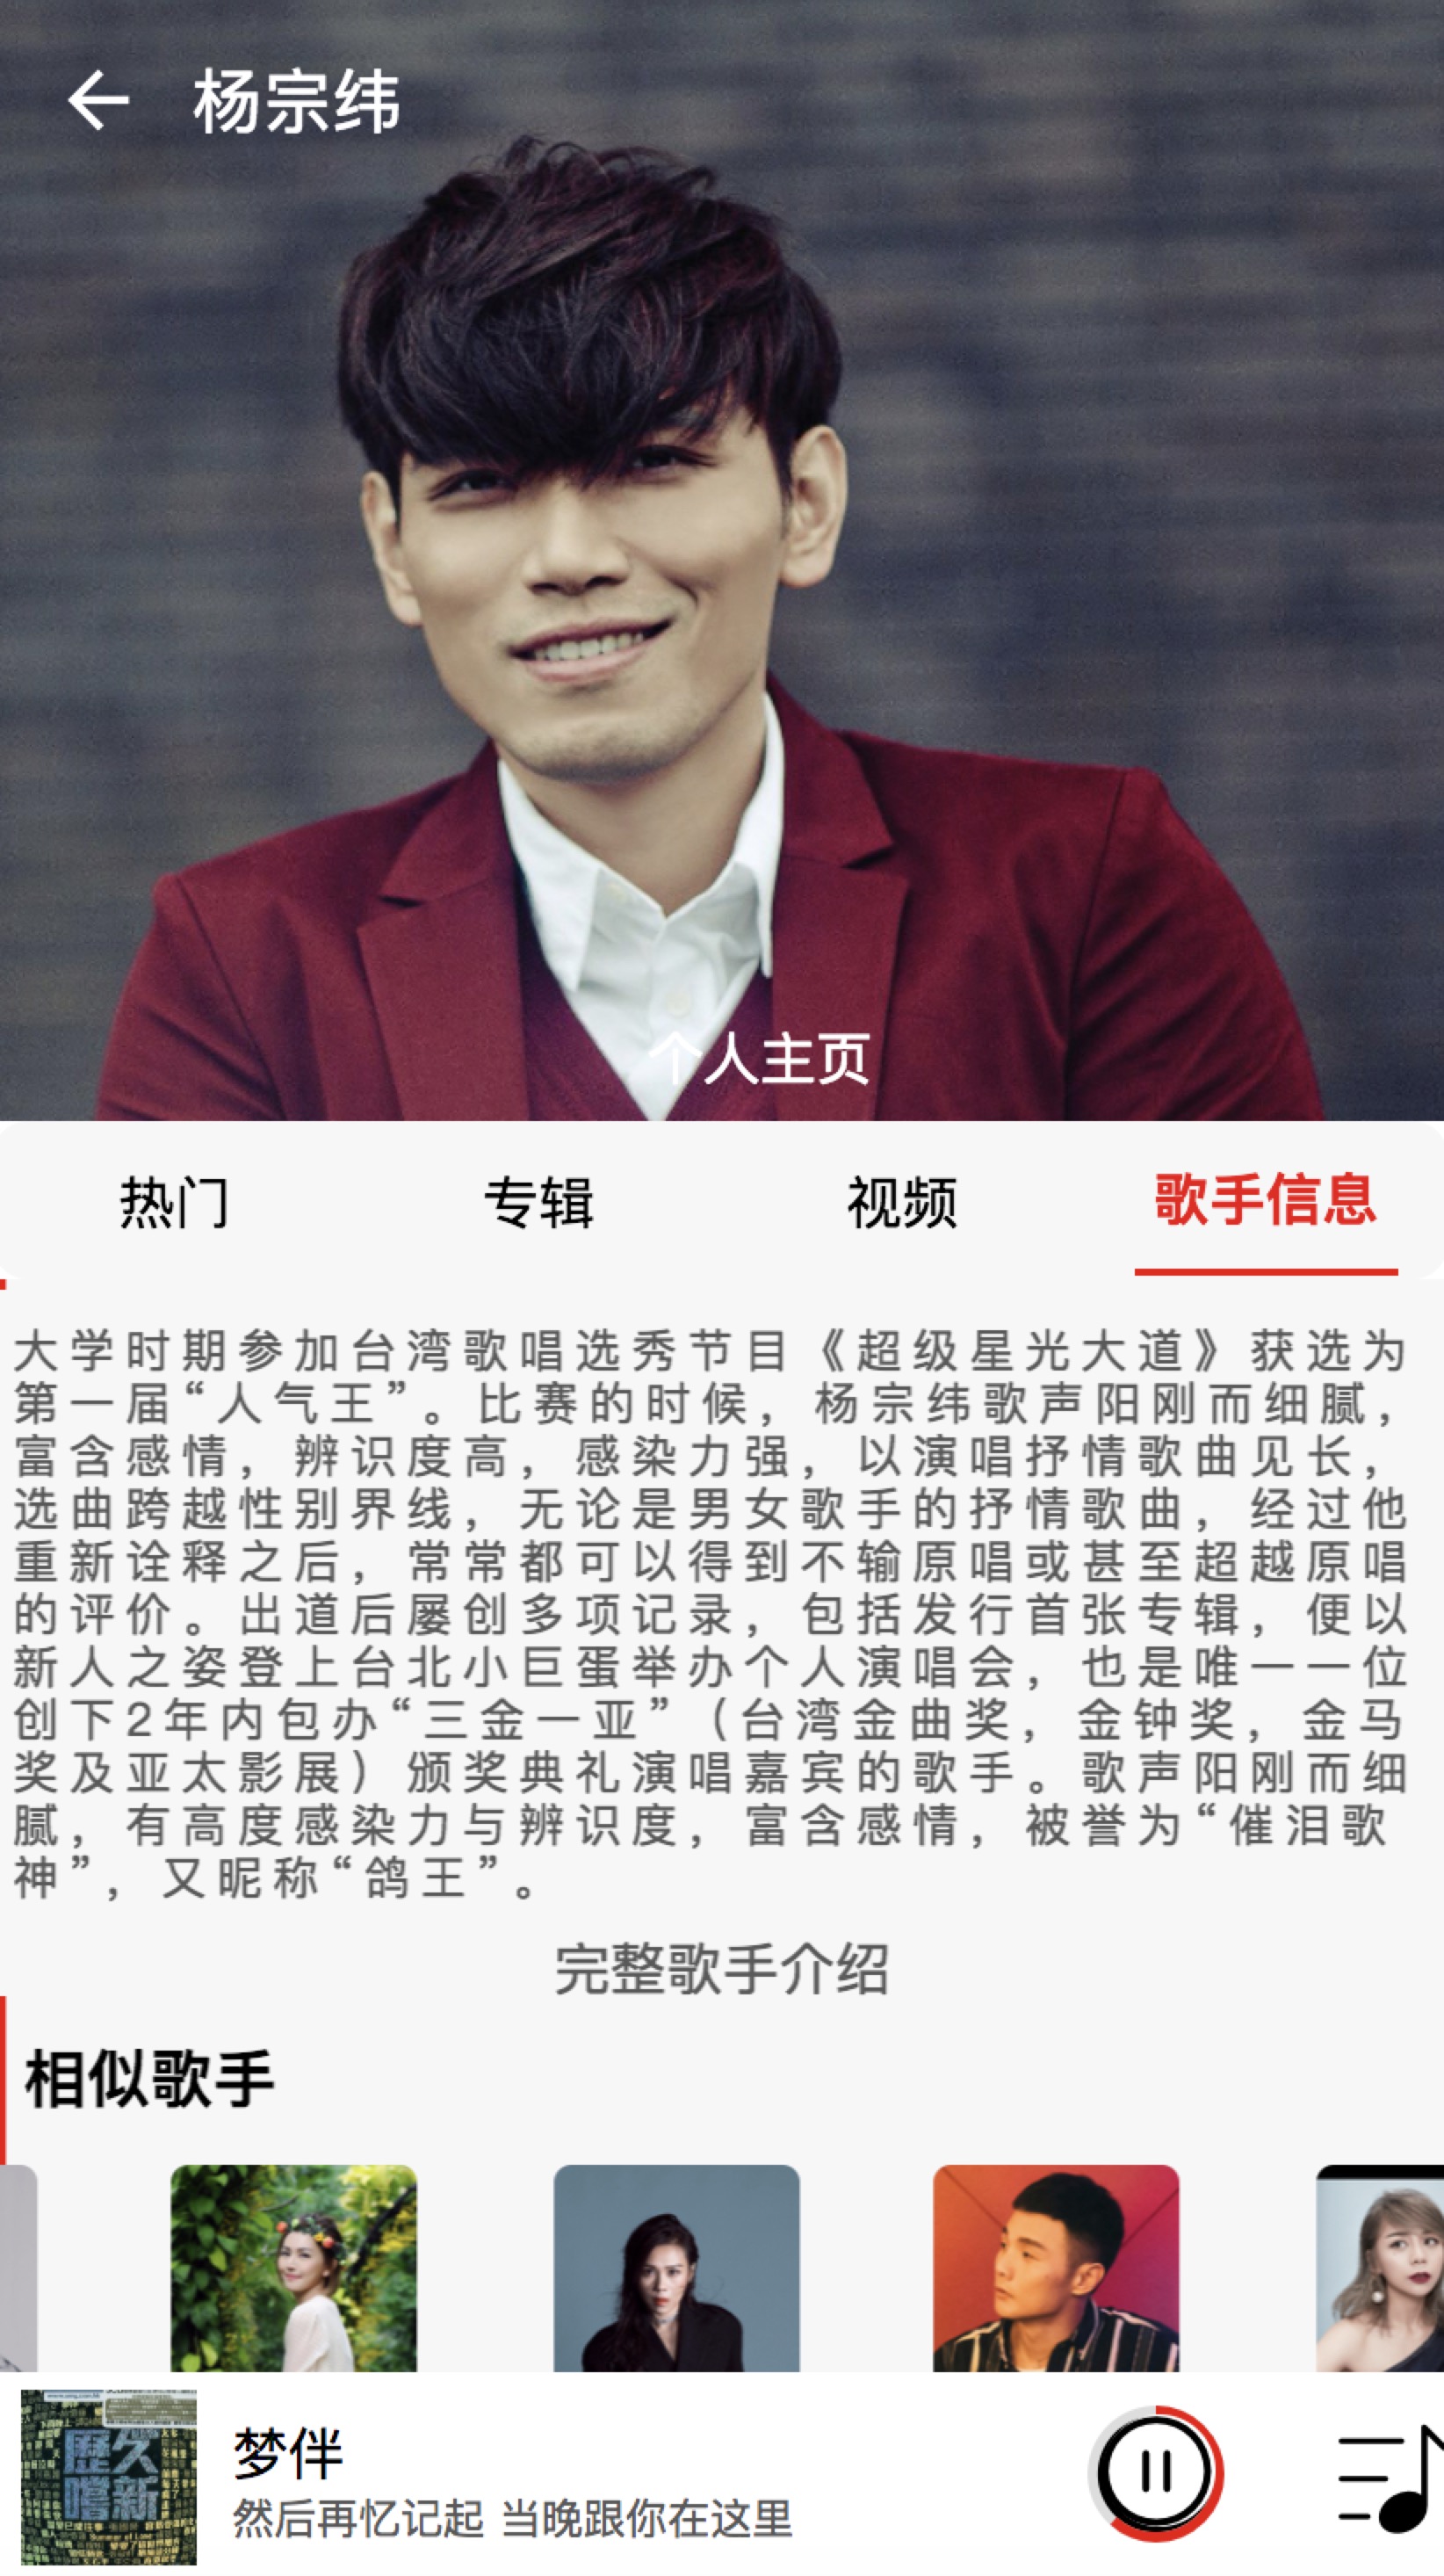 杨宗纬
个人主页
热门
专辑
视频
歌手信息
大学时期参加台湾歌唱选秀节目《超级星光大道》获选为
第一届“人气王”。比赛的时候，杨宗纬歌声阳刚而细腻，
富含感情，辨识度高，感染力强，以演唱抒情歌曲见长，
选曲跨越性别界线，无论是男女歌手的抒情歌曲，经过他
重新诠释之后，常常都可以得到不输原唱或甚至超越原唱
的评价。出道后屡创多项记录，包括发行首张专辑，便以
新人之姿登上台北小巨蛋举办个人演唱会，也是唯一一位
创下2年内包办“三金一亚”（台湾金曲奖，金钟奖，金马
奖及亚太影展）颁奖典礼演唱嘉宾的歌手。歌声阳刚而细
腻，有高度感染力与辨识度，富含感情，被誉为“催泪歌
神”，又昵称“鸽王”。
完整歌手介绍
相似歌手
歷久
嚐新
梦伴
然后再忆记起 当晚跟你在这里